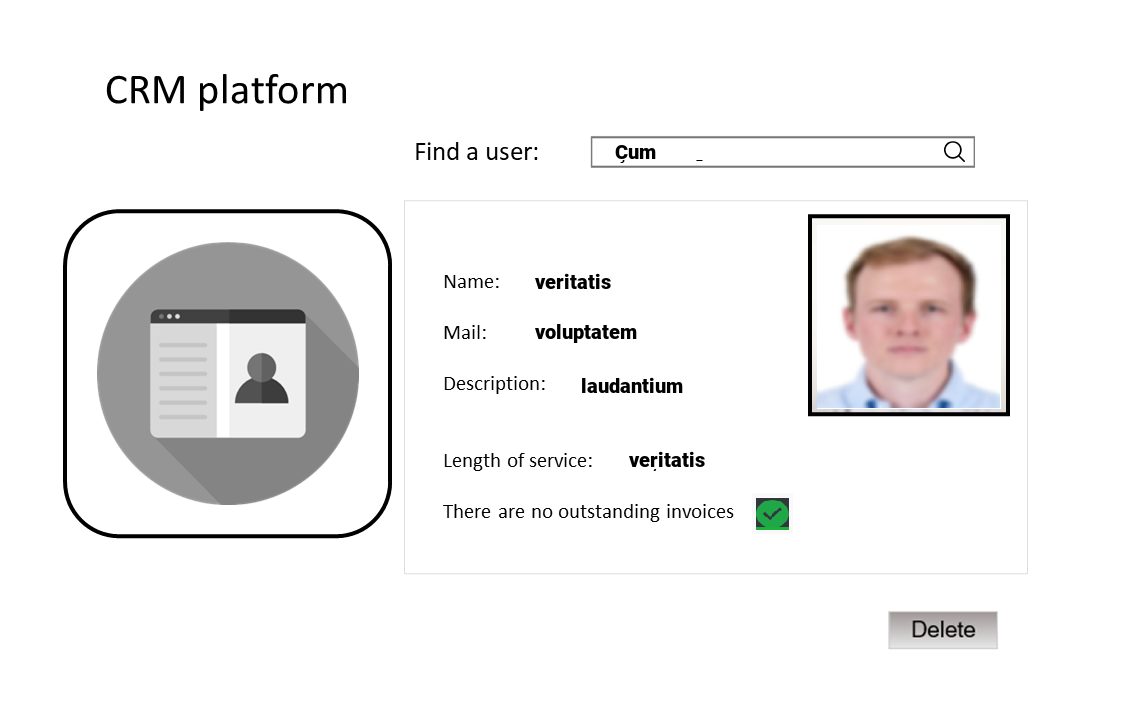 CRM platform
Find a user: Çum _
Name: veritatis
Mail: voluptatem
Description: laudantium
Length of service: veritatis
There are no outstanding invoices
Delete